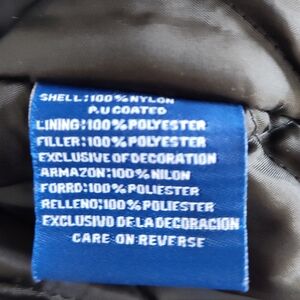 SHELL:100%NYLON
P.U COATED
LINING:100%POLYESTER
FILLER:100%POLYESTER
EXCLUSIVE OF DECORATION
ARMAZON:100%NILON
FORRO:100%POLIESTER
RELLENO:100%POLIESTER
EXCLUSIVO DE LA DECORACION
CARE ON REVERSE